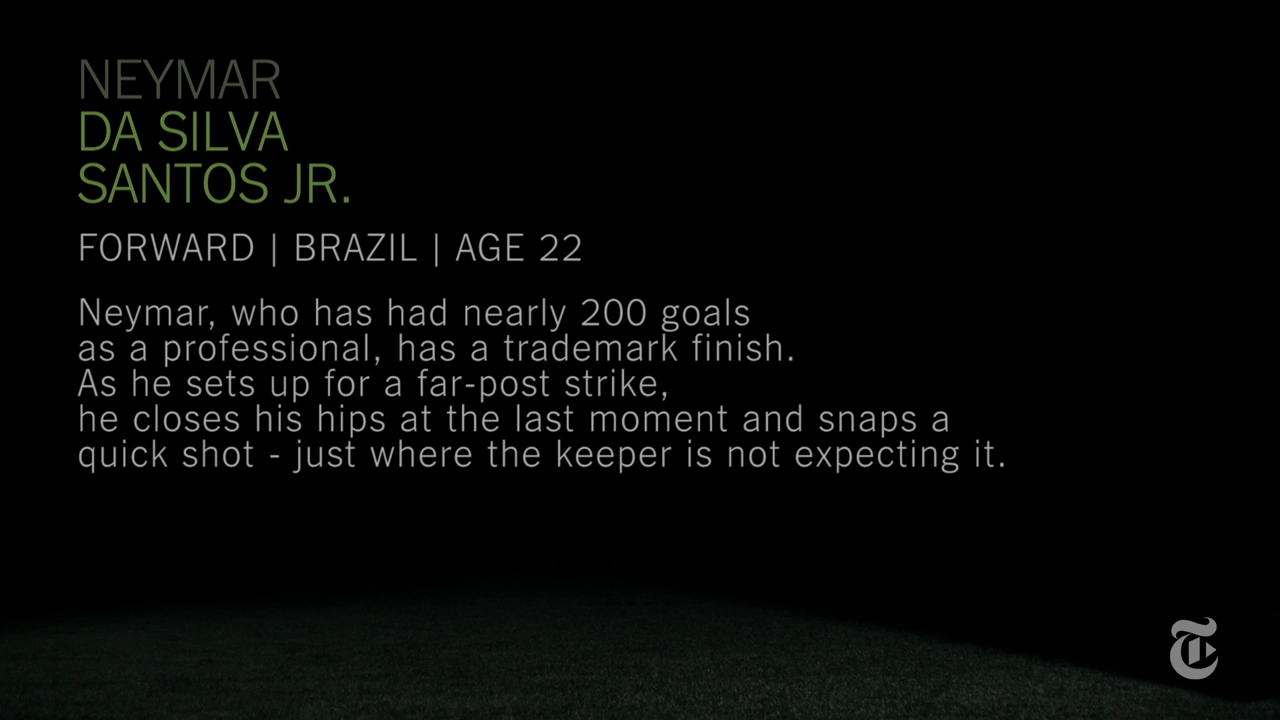 NEYMAR
DA SILVA
SANTOS JR.
FORWARD | BRAZIL | AGE 22
Neymar, who has had nearly 200 goals
as a professional, has a trademark finish.
As he sets up for a far-post strike,
he closes his hips at the last moment and snaps a
quick shot - just where the keeper is not expecting it.
T